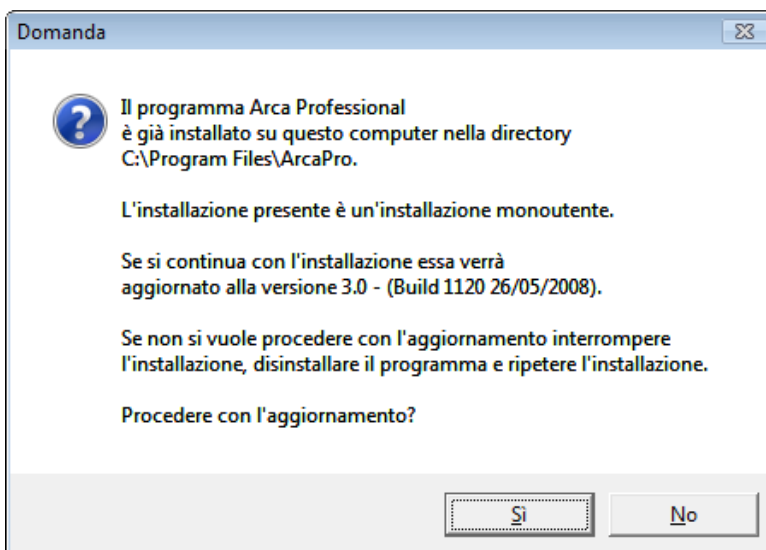 Domanda
Il programma Arca Professional
è già installato su questo computer nella directory
C:\Program Files\ArcaPro.
L'installazione presente è un'installazione monoutente.
Se si continua con l'installazione essa verrà
aggiornato alla versione 3.0 - (Build 1120 26/05/2008).
Se non si vuole procedere con l'aggiornamento interrompere
l'installazione, disinstallare il programma e ripetere l'installazione.
Procedere con l'aggiornamento?
Sì No